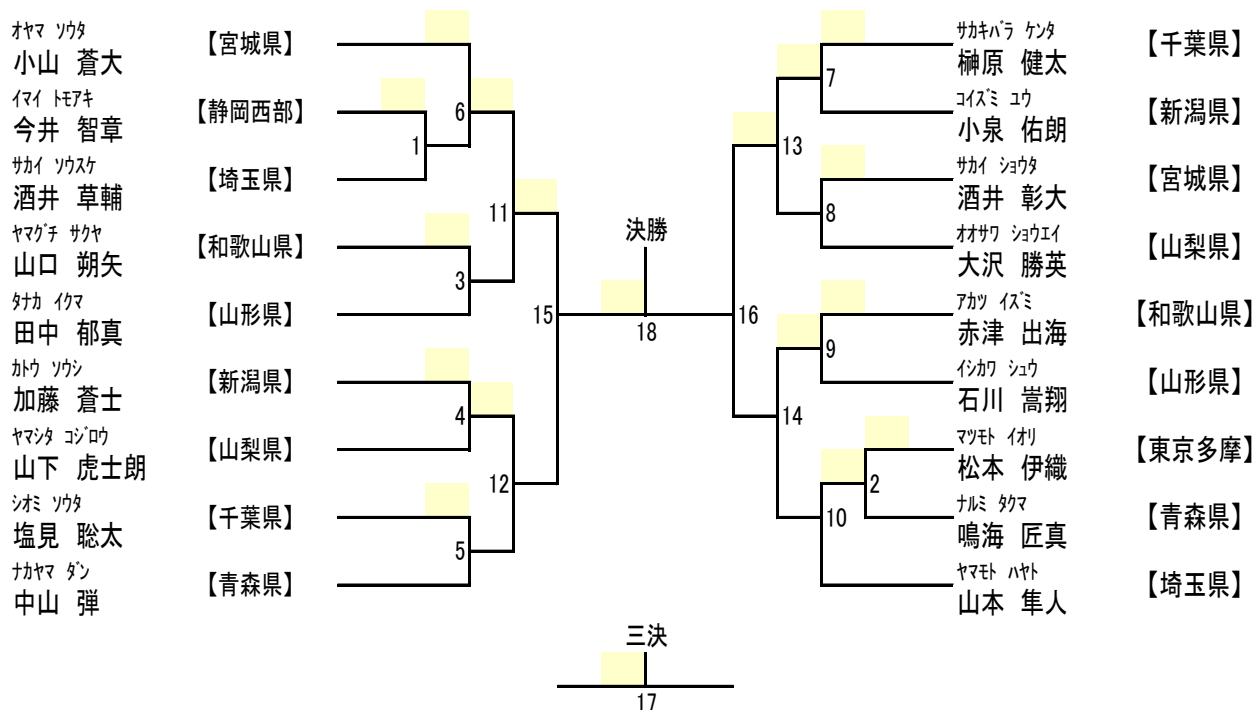 オヤマ ソウタ
小山 蒼大 【宮城県】
イマイ トモアキ
今井 智章 【静岡西部】
サカイ ソウスケ
酒井 草輔 【埼玉県】
ヤマグチ サクヤ
山口 朔矢 【和歌山県】
タナカ イクマ
田中 郁真 【山形県】
カトウ ソウシ
加藤 蒼士 【新潟県】
ヤマシタ コジロウ
山下 虎士朗 【山梨県】
シオミ ソウタ
塩見 聡太 【千葉県】
ナカヤマ ダン
中山 弾 【青森県】
1
6
3
11
4
12
5
15
決勝
18
16
13
7
8
14
9
2
10
サカキバラ ケンタ
榊原 健太 【千葉県】
コイズミ ユウ
小泉 佑朗 【新潟県】
サカイ ショウタ
酒井 彰大 【宮城県】
オオサワ ショウエイ
大沢 勝英 【山梨県】
アカツ イズミ
赤津 出海 【和歌山県】
イシカワ シュウ
石川 嵩翔 【山形県】
マツモト イオリ
松本 伊織 【東京多摩】
ナルミ タクマ
鳴海 匠真 【青森県】
ヤマモト ハヤト
山本 隼人 【埼玉県】
三決
17